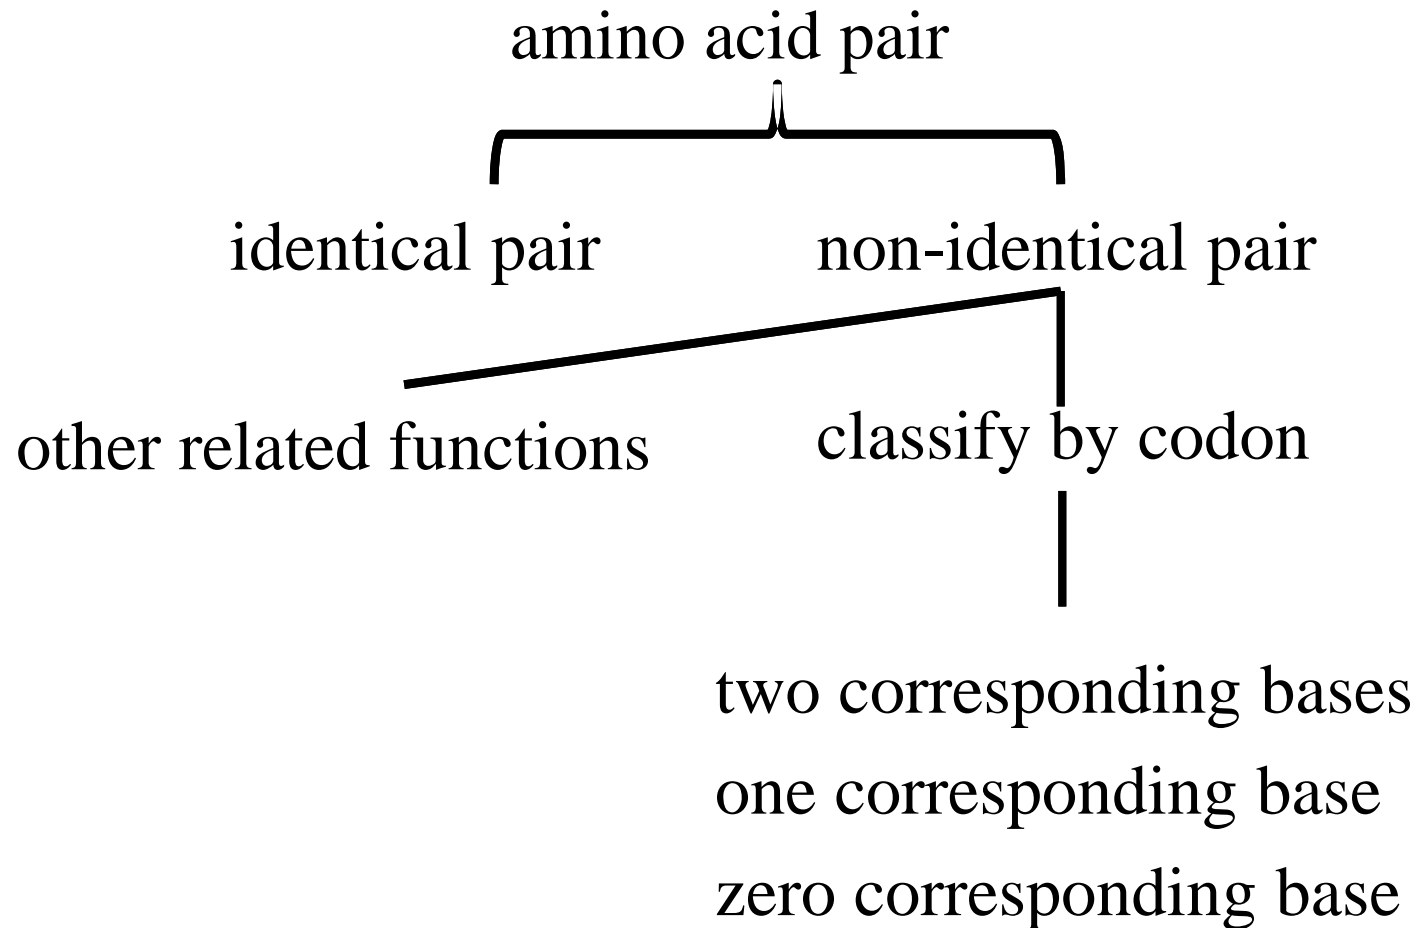 amino acid pair
identical pair
non-identical pair
other related functions
classify by codon
two corresponding bases
one corresponding base
zero corresponding base